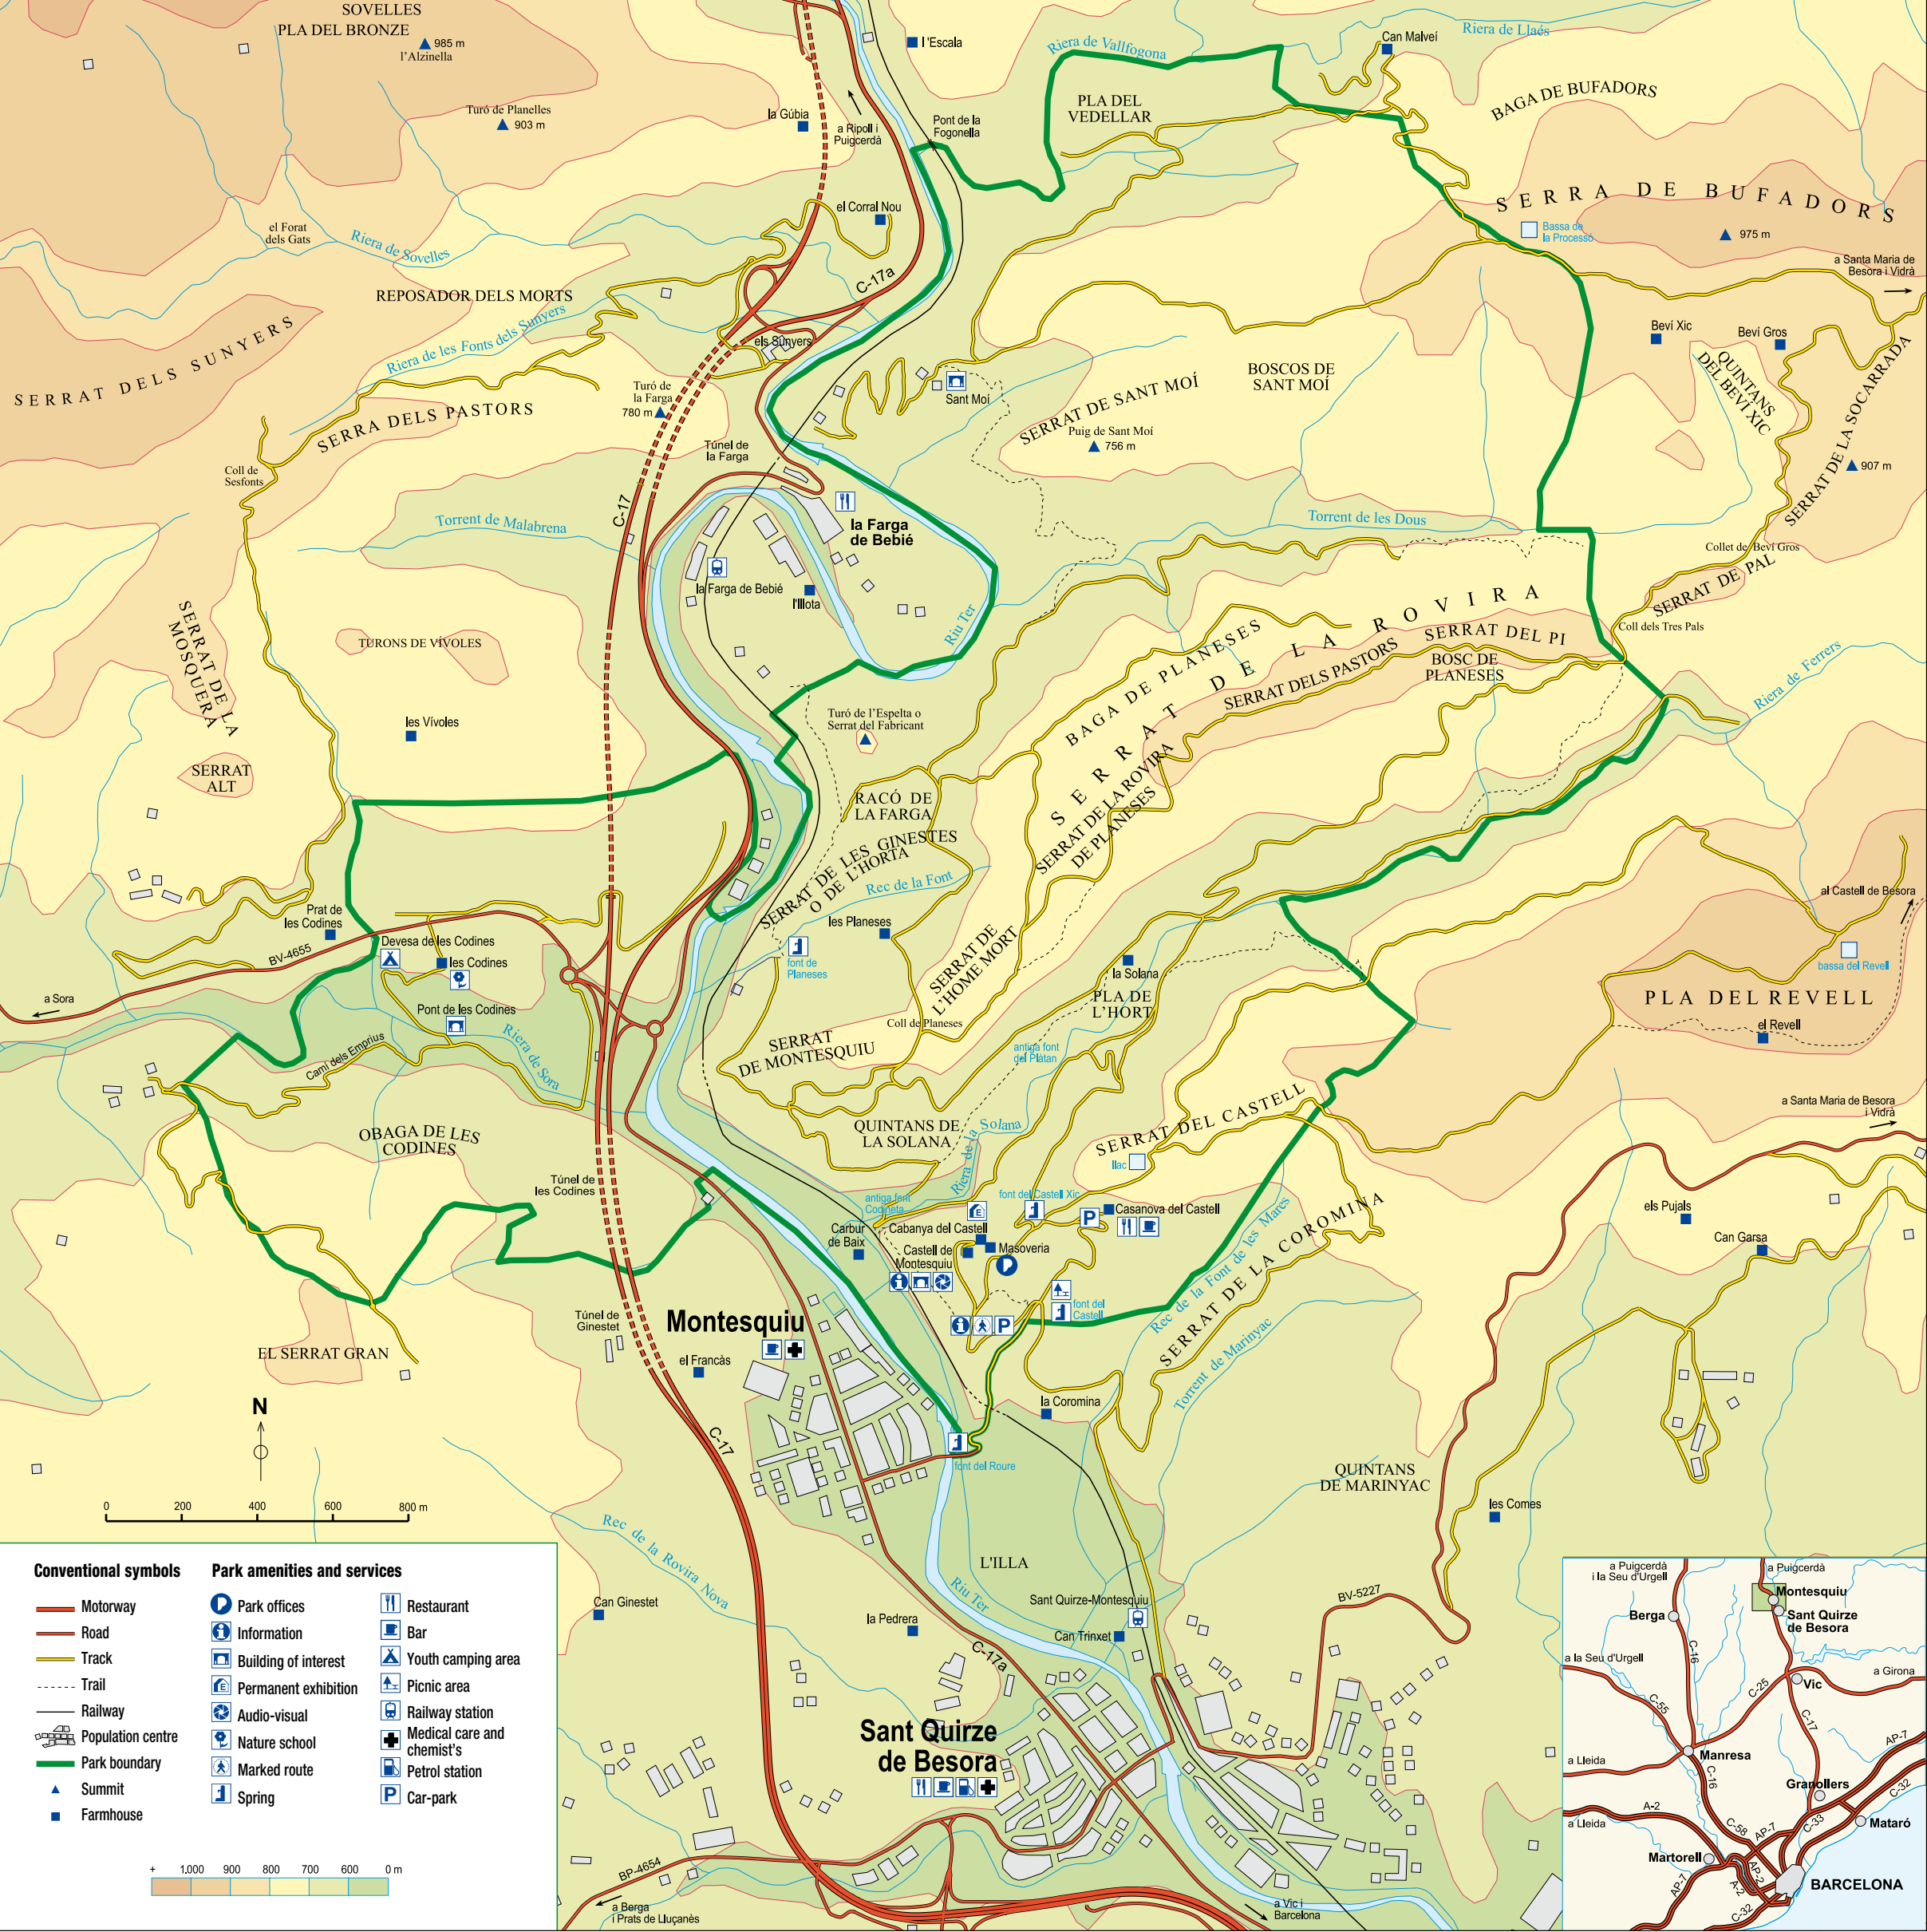 SOVELLES
PLA DEL BRONZE
985 m
l'Alzinella
l'Escala
Riera de Vallfogona
Can Malveí
Riera de Llaés
Turó de Planelles
903 m
la Gúbia
a Ripoll i
Puigcerdà
Pont de la
Fogonella
PLA DEL
VEDELLAR
BAGA DE BUFADORS
SERRA DE BUFADORS
Bassa de
la Processó
975 m
el Forat
dels Gats
Riera de Sovelles
el Corral Nou
C-17a
a Santa Maria de
Besora i Vidrà
REPOSADOR DELS MORTS
Riera de les Fonts dels Sunyers
SERRAT DELS SUNYERS
els Sunyers
Beví Xic
Beví Gros
QUINTANS
DEL BEVÍ XIC
SERRAT DE LA SOCARRADA
907 m
SERRA DELS PASTORS
Turó de
la Farga
780 m
Sant Moí
SERRAT DE SANT MOÍ
Puig de Sant Moí
756 m
BOSCOS DE
SANT MOÍ
Coll de
Sesfonts
Túnel de
la Farga
C-17
Torrent de Malabrena
la Farga
de Bebié
la Farga de Bebié
l'Illota
Riu Ter
Torrent de les Dous
Collet de Beví Gros
SERRAT DE PAL
Coll dels Tres Pals
SERRAT DE LA
MOSQUERA
TURONS DE VÍVOLES
BAGA DE PLANESES
SERRAT DE LA ROVIRA
SERRAT DELS PASTORS
SERRAT DEL PI
BOSC DE
PLANESES
Riera de Ferrers
les Vívoles
Turó de l'Espelta o
Serrat del Fabricant
SERRAT
ALT
RACÓ DE
LA FARGA
SERRAT DE LA ROVIRA
DE PLANESES
SERRAT DE LES GINESTES
O DE L'HORTA
Rec de la Font
Prat de
les Codines
BV-4655
Devesa de les Codines
les Codines
les Planeses
font de
Planeses
SERRAT DE
L'HOME MORT
la Solana
PLA DE
L'HORT
al Castell de Besora
bassa del Revell
PLA DEL REVELL
el Revell
a Sora
Pont de les Codines
Camí dels Emprius
Riera de Sora
Coll de Planeses
SERRAT
DE MONTESQUIU
antiga font
del Plàtan
OBAGA DE LES
CODINES
QUINTANS DE
LA SOLANA
Riera de la Solana
SERRAT DEL CASTELL
llac
a Santa Maria de Besora
i Vidrà
Túnel de
les Codines
antiga font
Codineta
font del Castell Xic
Casanova del Castell
Carbur
de Baix
Cabanya del Castell
Castell de
Montesquiu
Masoveria
font del
Castell
Rec de la Font de les Mares
SERRAT DE LA COROMINA
Torrent de Marinyac
els Pujals
Can Garsa
EL SERRAT GRAN
Túnel de
Ginestet
Montesquiu
el Francàs
la Coromina
font del Roure
C-17
QUINTANS
DE MARINYAC
les Comes
N
0 200 400 600 800 m
Rec de la Rovira Nova
L'ILLA
Riu Ter
Sant Quirze-Montesquiu
Can Trinxet
BV-5227
Can Ginestet
la Pedrera
C-17a
Sant Quirze
de Besora
BP-4654
a Berga
i Prats de Lluçanès
a Vic i
Barcelona
Conventional symbols
Motorway
Road
Track
Trail
Railway
Population centre
Park boundary
Summit
Farmhouse
Park amenities and services
Park offices
Information
Building of interest
Permanent exhibition
Audio-visual
Nature school
Marked route
Spring
Restaurant
Bar
Youth camping area
Picnic area
Railway station
Medical care and
chemist's
Petrol station
Car-park
+ 1,000 900 800 700 600 0 m
a Puigcerdà
i la Seu d'Urgell
a Puigcerdà
Montesquiu
Berga
Sant Quirze
de Besora
C-16
a la Seu d'Urgell
a Girona
C-55
C-25
Vic
C-17
a Lleida
Manresa
C-16
AP-7
Granollers
C-32
A-2
a Lleida
C-58
AP-7
C-33
Mataró
Martorell
AP-2
A-2
AP-7
BARCELONA
C-32